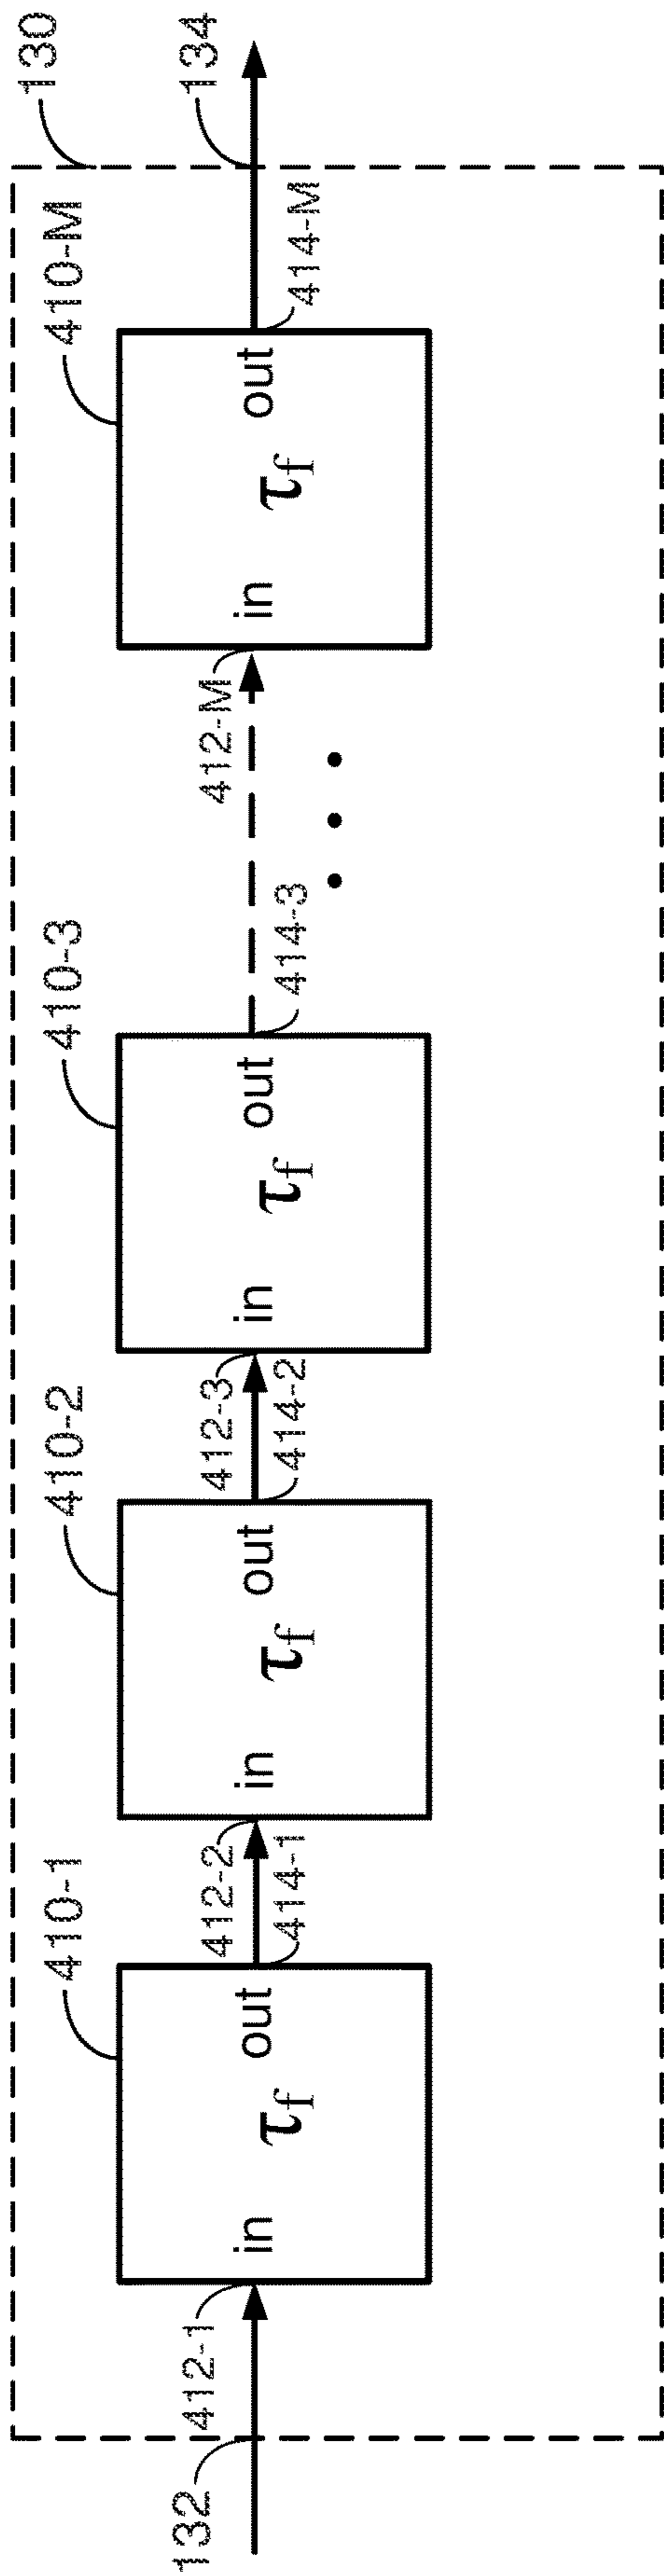 130
134
410-1
410-2
410-3
410-M
132
412-1
in
τf
out
414-1
412-2
in
τf
out
414-2
412-3
in
τf
out
414-3
. . .
412-M
in
τf
out
414-M